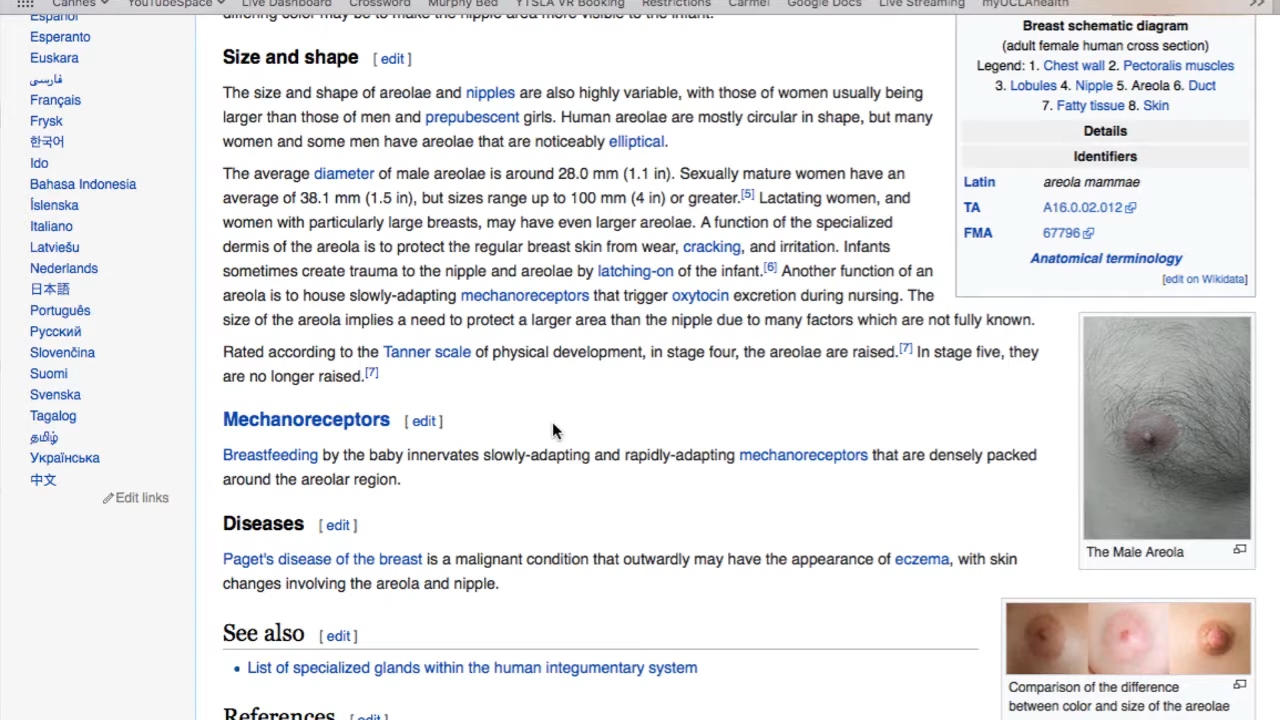 Cannes
YouTubeSpace
Live Dashboard
Crossword
Murphy Bed
YTSLA VR Booking
Restrictions
Carmel
Google Docs
Live Streaming
myUCLAhealth
Español
Esperanto
Euskara
فارسی
Français
Frysk
한국어
Ido
Bahasa Indonesia
Íslenska
Italiano
Latviešu
Nederlands
日本語
Português
Русский
Slovenčina
Suomi
Svenska
Tagalog
தமிழ்
Українська
中文
Edit links
differing color may be to make the nipple area more visible to the infant.
Size and shape [ edit ]
The size and shape of areolae and nipples are also highly variable, with those of women usually being
larger than those of men and prepubescent girls. Human areolae are mostly circular in shape, but many
women and some men have areolae that are noticeably elliptical.
The average diameter of male areolae is around 28.0 mm (1.1 in). Sexually mature women have an
average of 38.1 mm (1.5 in), but sizes range up to 100 mm (4 in) or greater.[5] Lactating women, and
women with particularly large breasts, may have even larger areolae. A function of the specialized
dermis of the areola is to protect the regular breast skin from wear, cracking, and irritation. Infants
sometimes create trauma to the nipple and areolae by latching-on of the infant.[6] Another function of an
areola is to house slowly-adapting mechanoreceptors that trigger oxytocin excretion during nursing. The
size of the areola implies a need to protect a larger area than the nipple due to many factors which are not fully known.
Rated according to the Tanner scale of physical development, in stage four, the areolae are raised.[7] In stage five, they
are no longer raised.[7]
Mechanoreceptors [ edit ]
Breastfeeding by the baby innervates slowly-adapting and rapidly-adapting mechanoreceptors that are densely packed
around the areolar region.
Diseases [ edit ]
Paget's disease of the breast is a malignant condition that outwardly may have the appearance of eczema, with skin
changes involving the areola and nipple.
See also [ edit ]
• List of specialized glands within the human integumentary system
References [ edit ]
Breast schematic diagram
(adult female human cross section)
Legend: 1. Chest wall 2. Pectoralis muscles
3. Lobules 4. Nipple 5. Areola 6. Duct
7. Fatty tissue 8. Skin
Details
Identifiers
Latin areola mammae
TA A16.0.02.012
FMA 67796
Anatomical terminology
[edit on Wikidata]
The Male Areola
Comparison of the difference
between color and size of the areolae